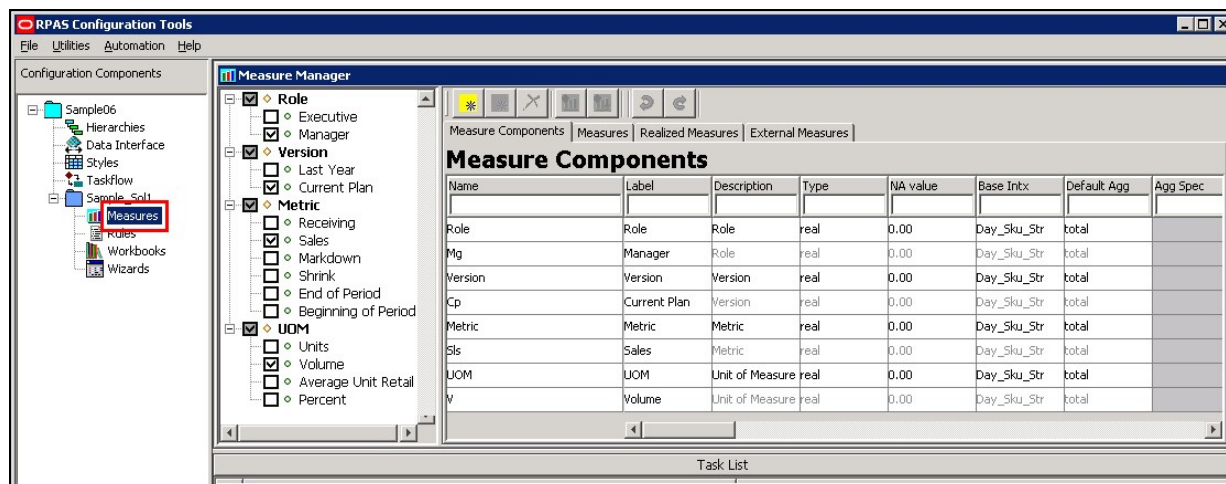 RPAS Configuration Tools
File Utilities Automation Help
Configuration Components
Sample06
Hierarchies
Data Interface
Styles
Taskflow
Sample_Sol1
Measures
Rules
Workbooks
Wizards
Measure Manager
Role
Executive
Manager
Version
Last Year
Current Plan
Metric
Receiving
Sales
Markdown
Shrink
End of Period
Beginning of Period
UOM
Units
Volume
Average Unit Retail
Percent
Measure Components Measures Realized Measures External Measures
Measure Components
Name Label Description Type NA value Base Intx Default Agg Agg Spec
Role Role Role real 0.00 Day_Sku_Str total
Mg Manager Role real 0.00 Day_Sku_Str total
Version Version Version real 0.00 Day_Sku_Str total
Cp Current Plan Version real 0.00 Day_Sku_Str total
Metric Metric Metric real 0.00 Day_Sku_Str total
Sls Sales Metric real 0.00 Day_Sku_Str total
UOM UOM Unit of Measure real 0.00 Day_Sku_Str total
V Volume Unit of Measure real 0.00 Day_Sku_Str total
Task List